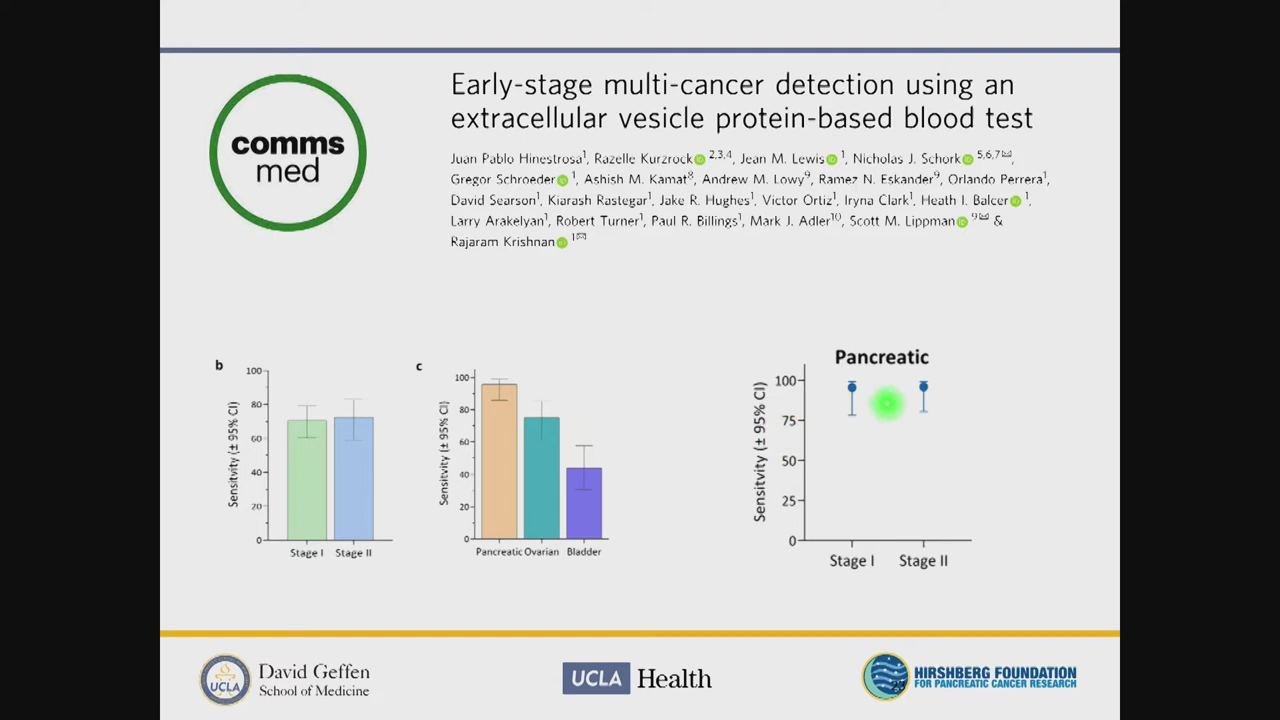 comms
med
Early-stage multi-cancer detection using an
extracellular vesicle protein-based blood test
Juan Pablo Hinestrosa1, Razelle Kurzrock 2,3,4, Jean M. Lewis 1, Nicholas J. Schork 5,6,7✉,
Gregor Schroeder 1, Ashish M. Kamat8, Andrew M. Lowy9, Ramez N. Eskander9, Orlando Perrera1,
David Searson1, Kiarash Rastegar1, Jake R. Hughes1, Victor Ortiz1, Iryna Clark1, Heath I. Balcer 1,
Larry Arakelyan1, Robert Turner1, Paul R. Billings1, Mark J. Adler10, Scott M. Lippman 9✉ &
Rajaram Krishnan 1✉
b
Sensitvity (± 95% CI)
100
80
60
40
20
0
Stage I Stage II
c
Sensitvity (± 95% CI)
100
80
60
40
20
0
Pancreatic Ovarian Bladder
Pancreatic
Sensitvity (± 95% CI)
100
75
50
25
0
Stage I Stage II
UCLA
David Geffen
School of Medicine
UCLA Health
HIRSHBERG FOUNDATION
FOR PANCREATIC CANCER RESEARCH